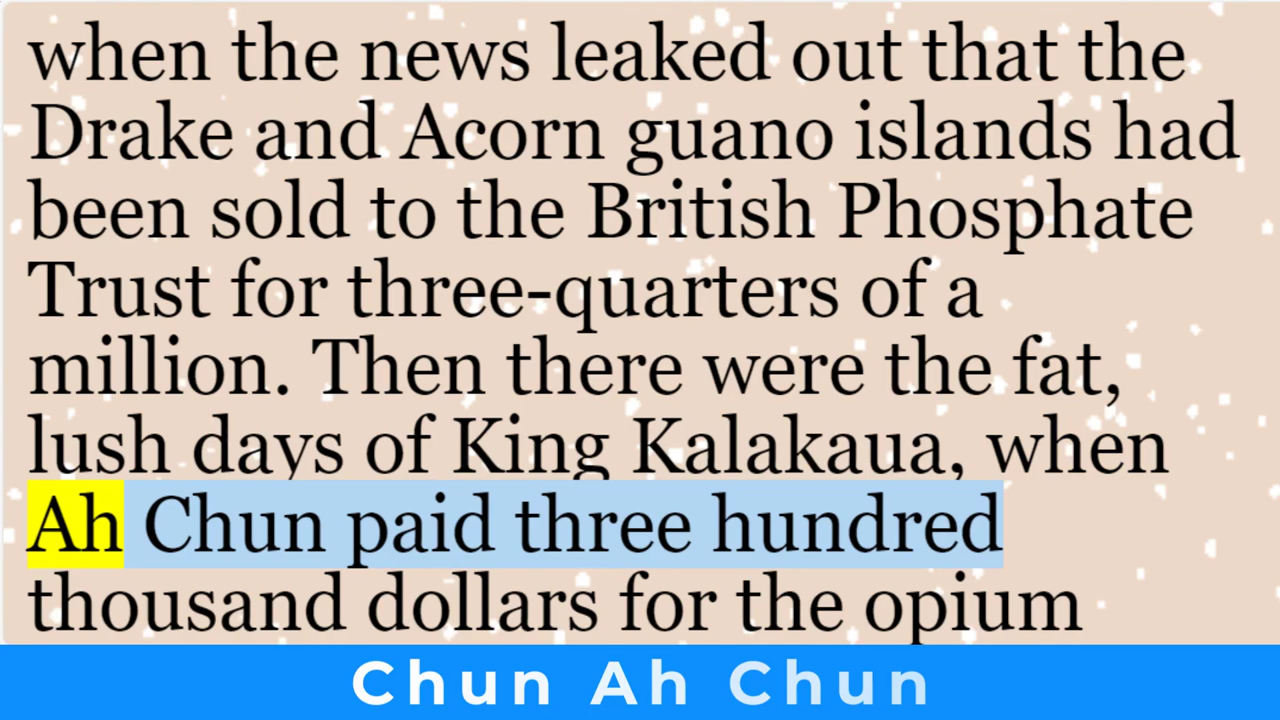 when the news leaked out that the
Drake and Acorn guano islands had
been sold to the British Phosphate
Trust for three-quarters of a
million. Then there were the fat,
lush days of King Kalakaua, when
Ah Chun paid three hundred
thousand dollars for the opium
Chun Ah Chun